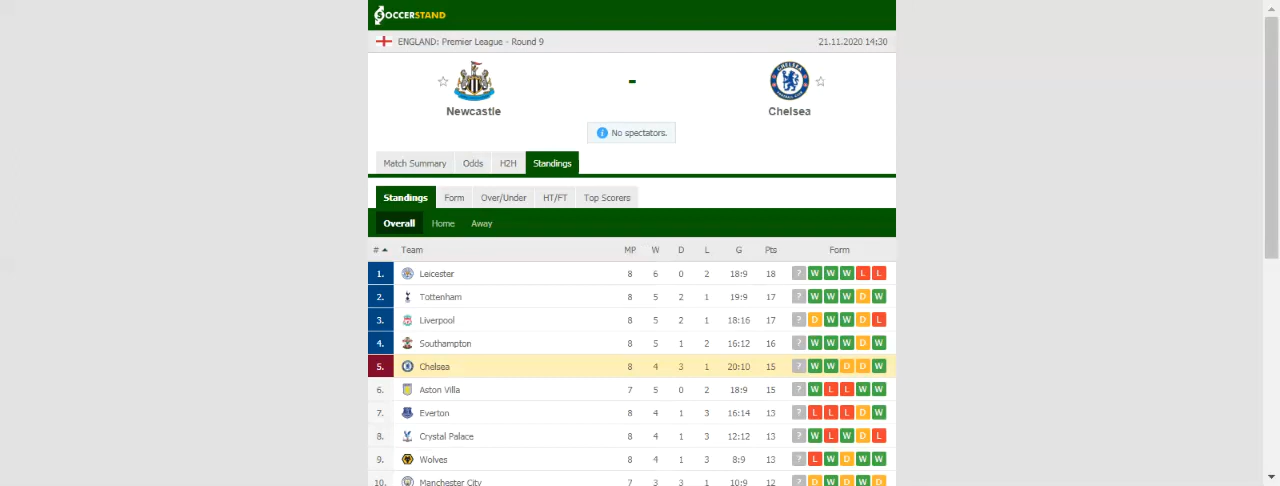 SOCCERSTAND
ENGLAND: Premier League - Round 9 21.11.2020 14:30
-
Newcastle Chelsea
No spectators.
Match Summary Odds H2H Standings
Standings Form Over/Under HT/FT Top Scorers
Overall Home Away
# Team MP W D L G Pts Form
1. Leicester 8 6 0 2 18:9 18 ? W W W L L
2. Tottenham 8 5 2 1 19:9 17 ? W W W D W
3. Liverpool 8 5 2 1 18:16 17 ? D W W D L
4. Southampton 8 5 1 2 16:12 16 ? W W W D W
5. Chelsea 8 4 3 1 20:10 15 ? W W D D W
6. Aston Villa 7 5 0 2 18:9 15 ? W L L W W
7. Everton 8 4 1 3 16:14 13 ? L L L D W
8. Crystal Palace 8 4 1 3 12:12 13 ? W L W D L
9. Wolves 8 4 1 3 8:9 13 ? L W D W W
10. Manchester City 7 3 3 1 10:9 12 ? D W D W D